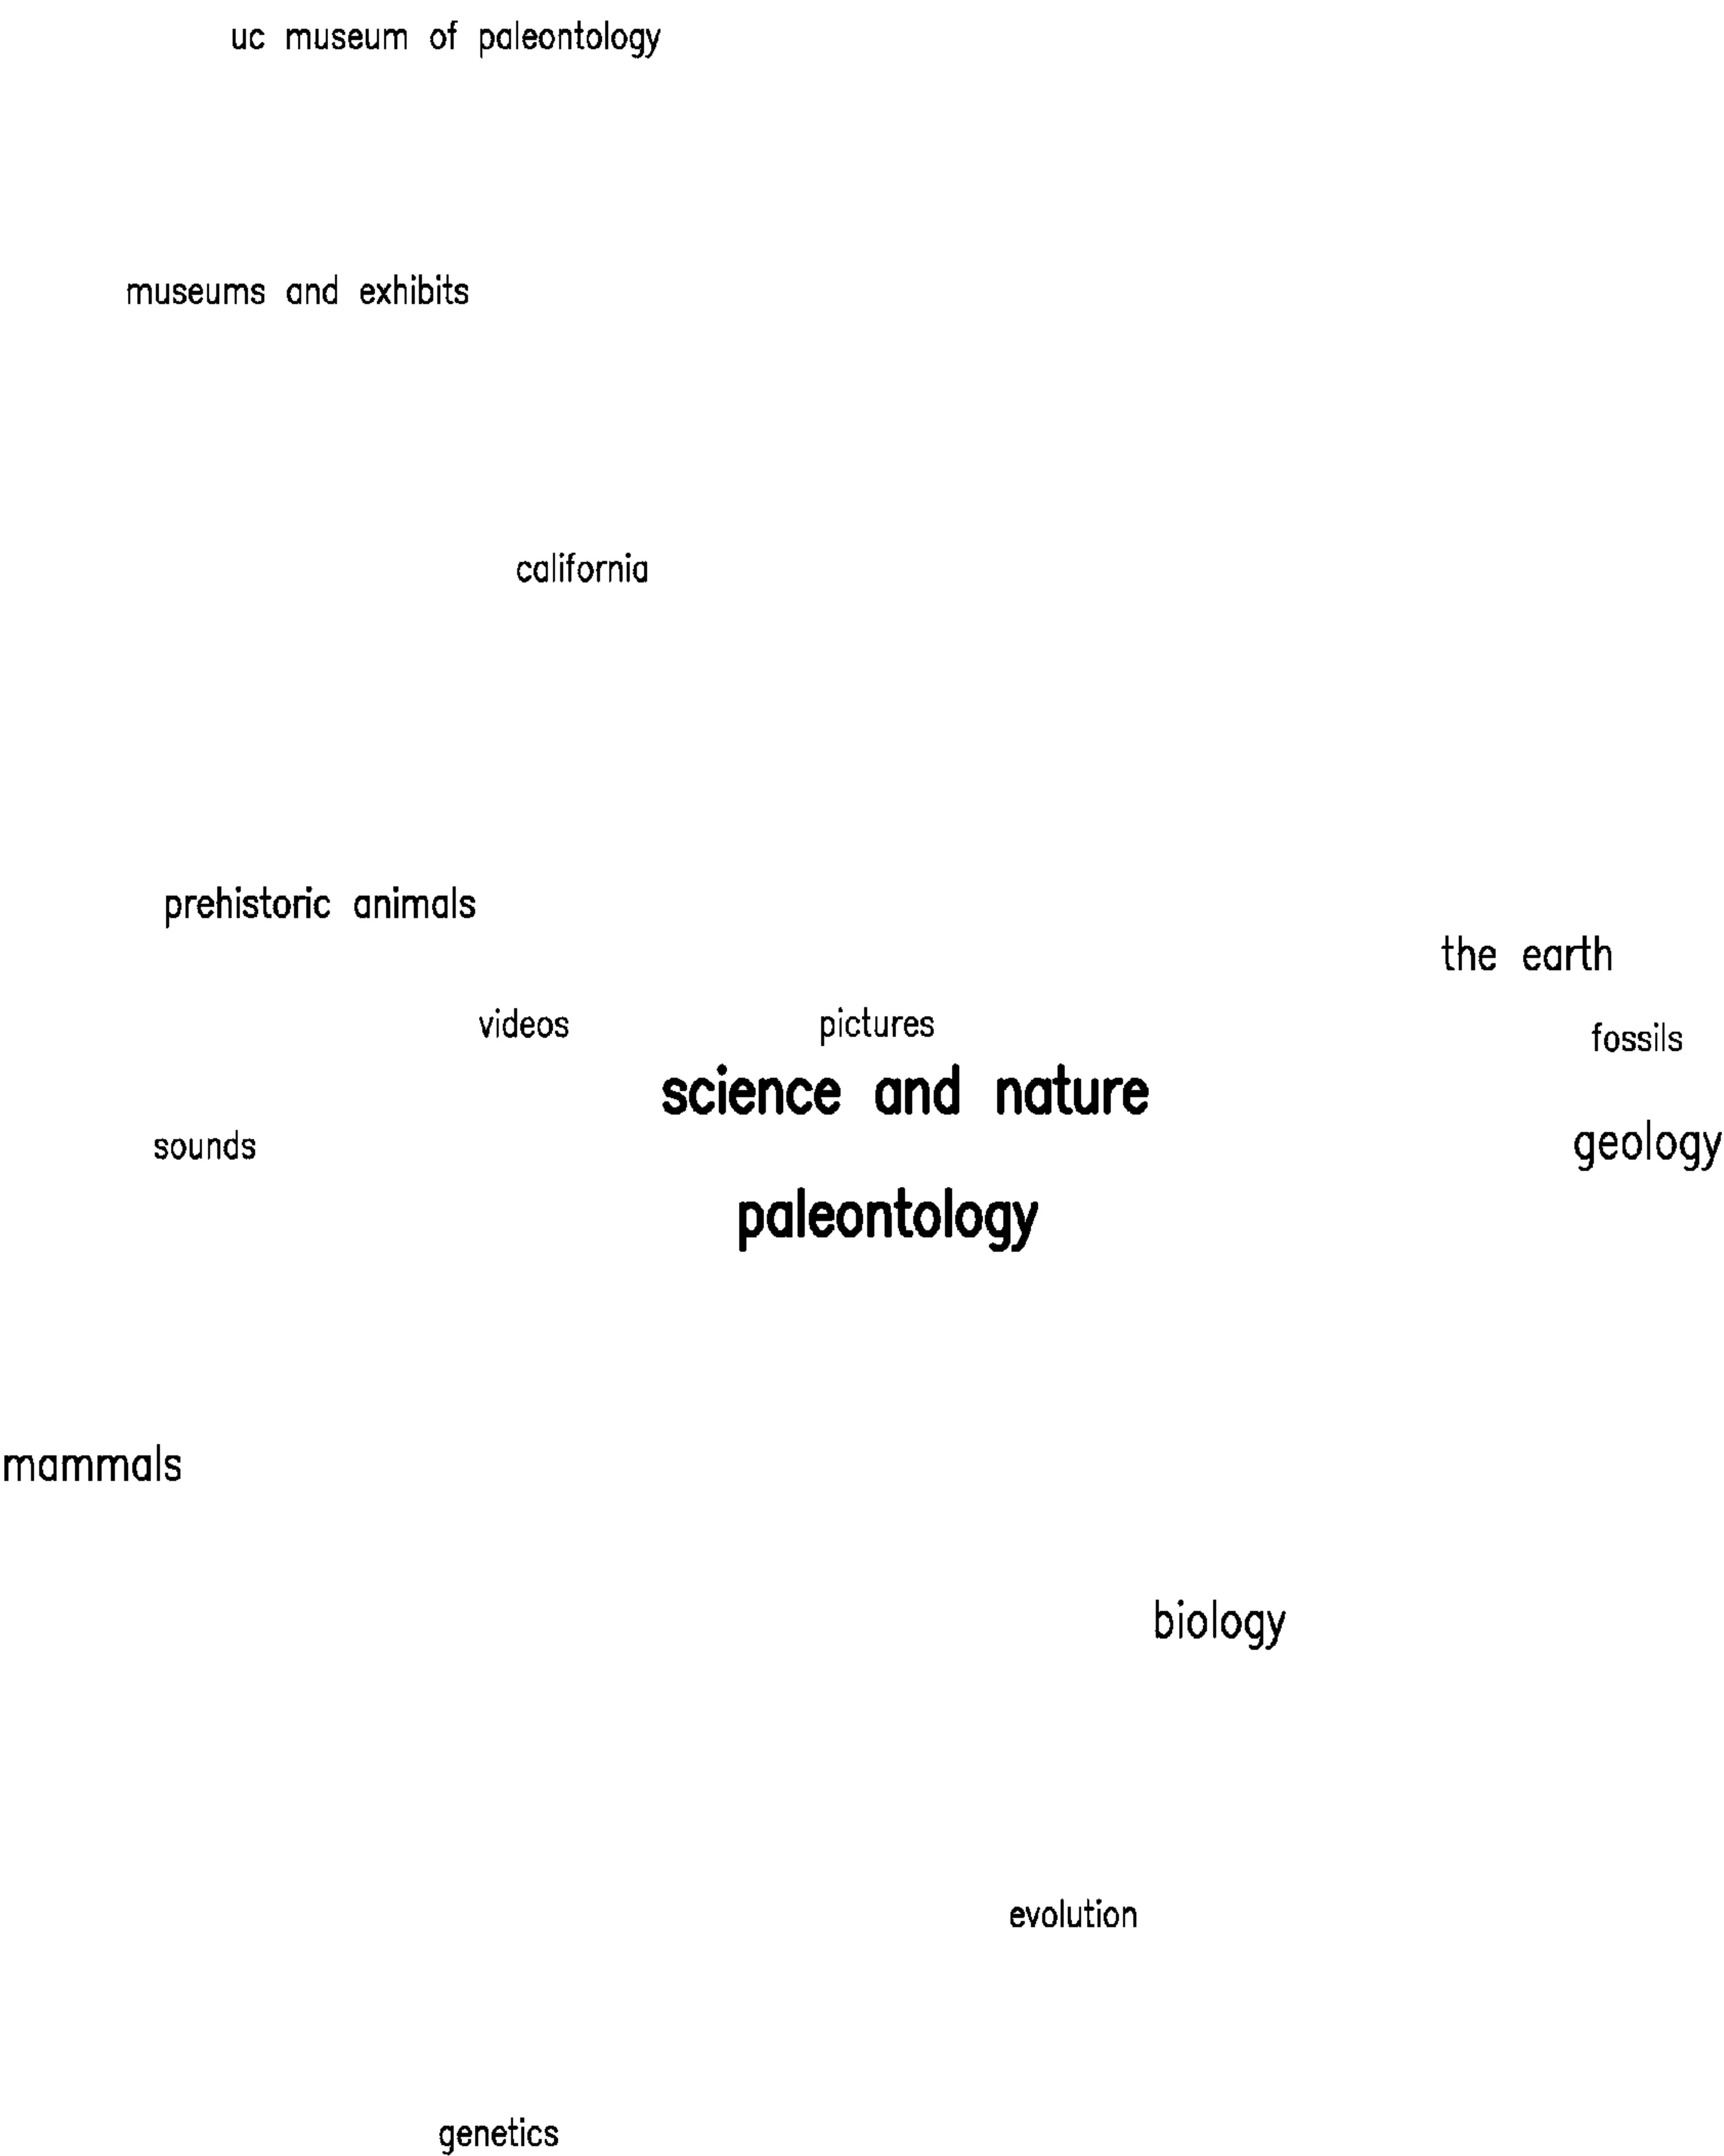 uc museum of paleontology
museums and exhibits
california
prehistoric animals
the earth
videos
pictures
fossils
science and nature
sounds
geology
paleontology
mammals
biology
evolution
genetics